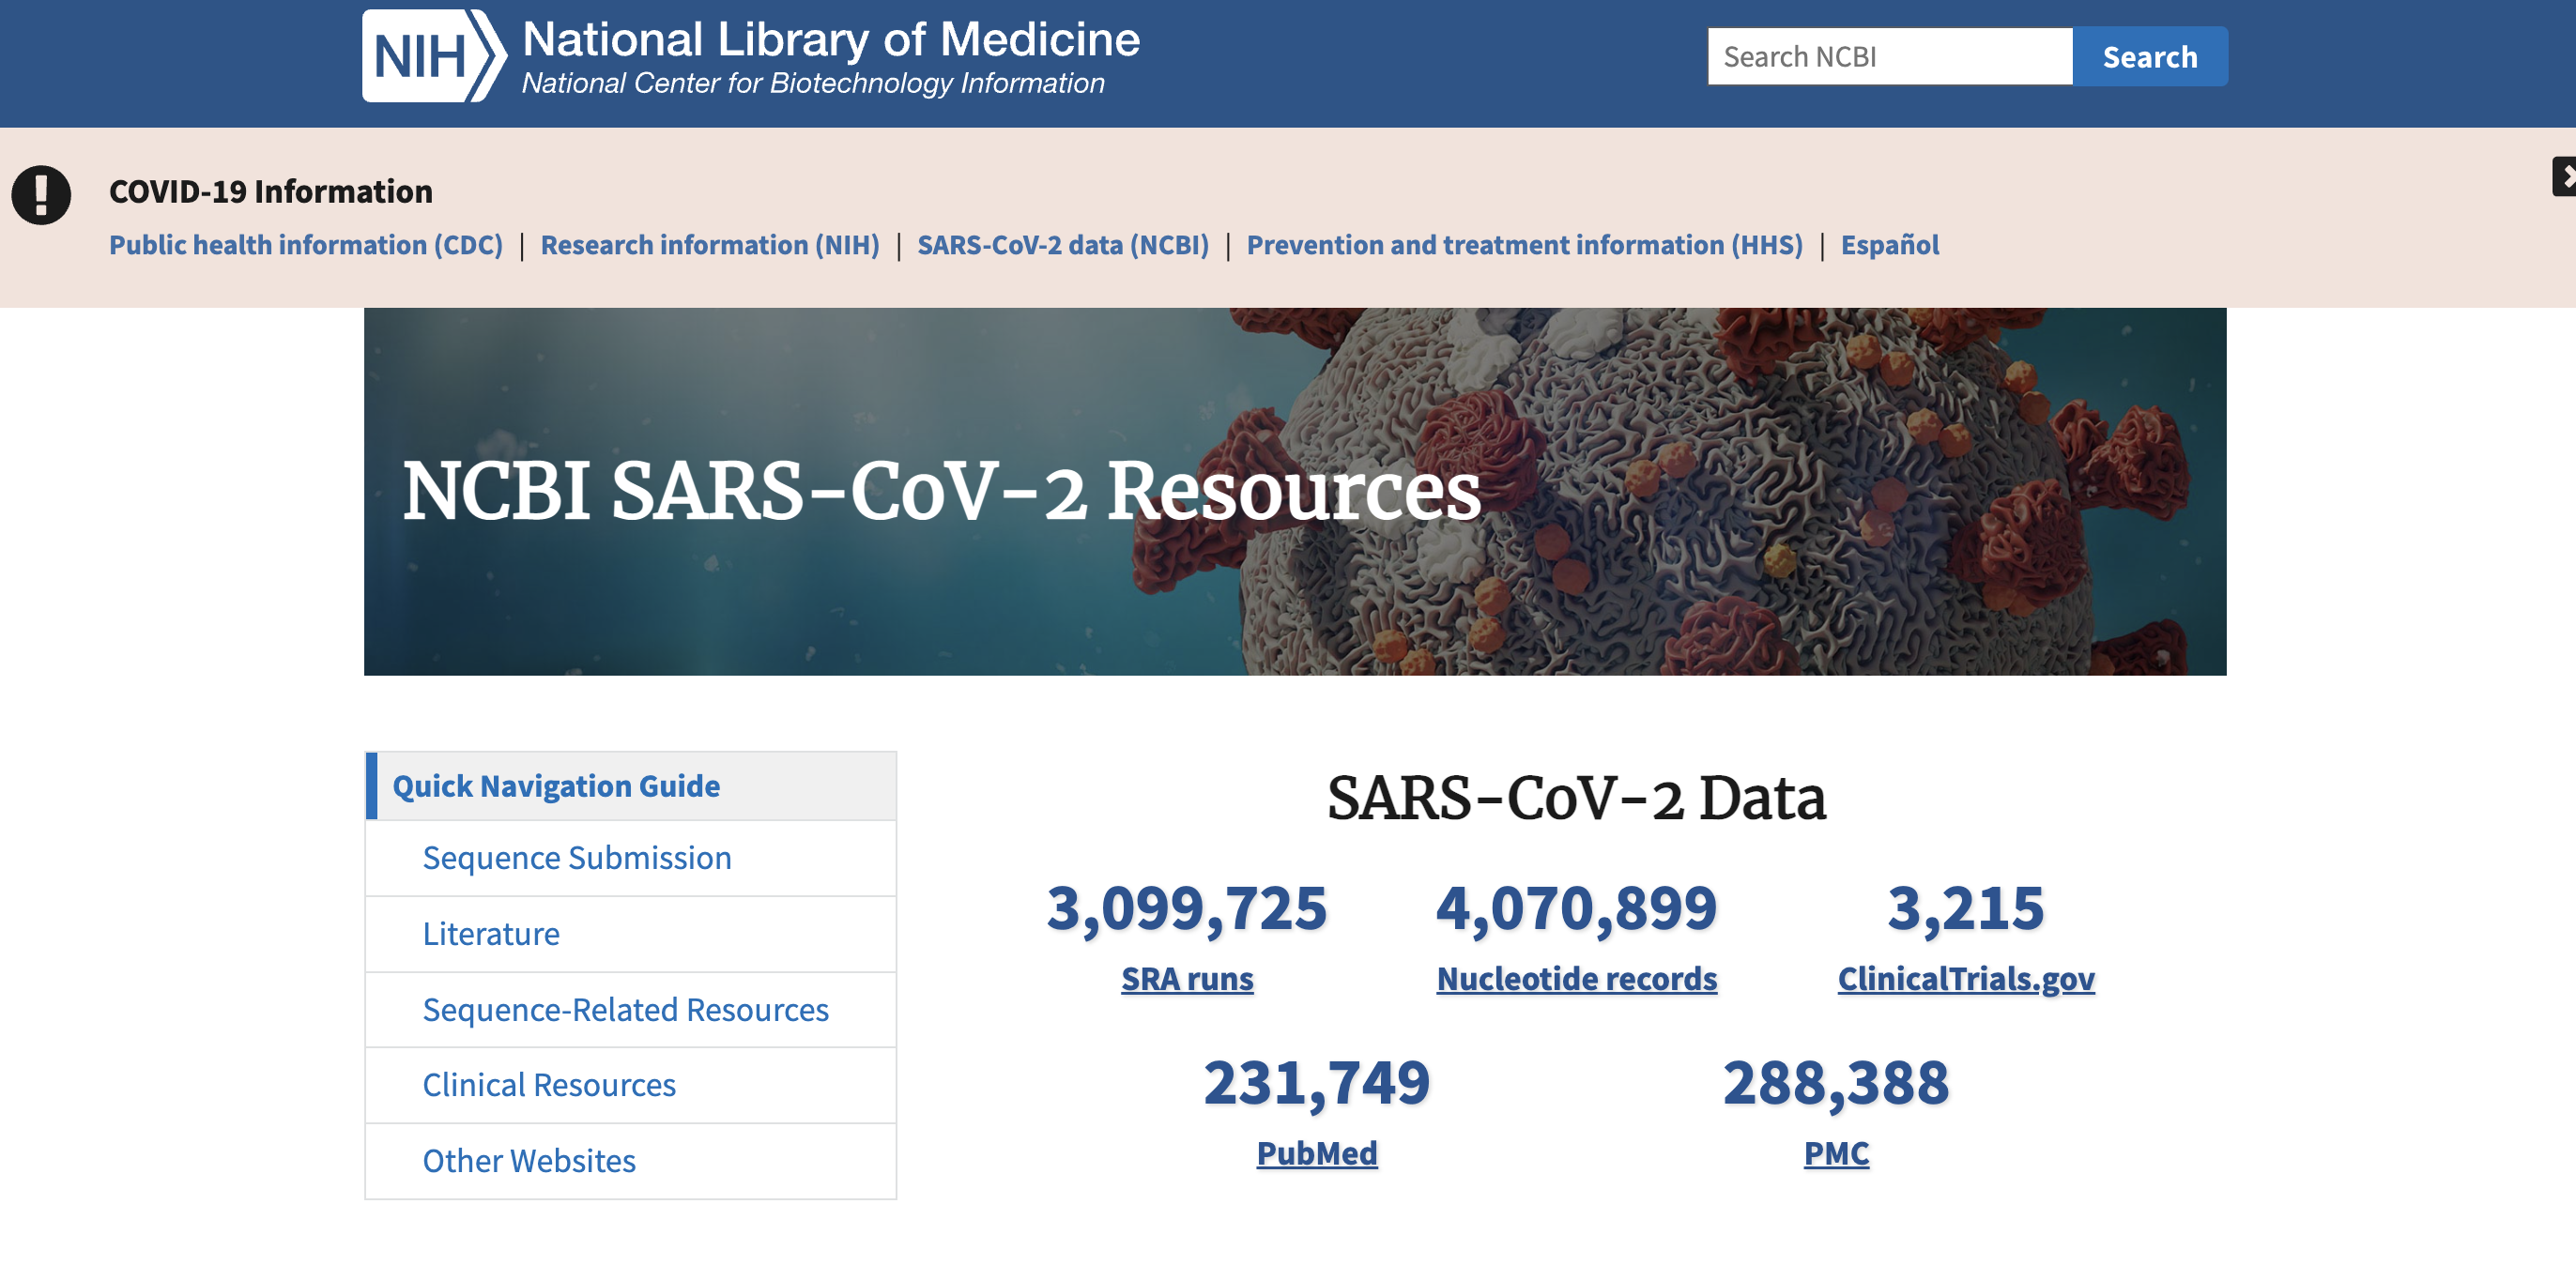 NIH
National Library of Medicine
National Center for Biotechnology Information
Search NCBI
Search
COVID-19 Information
Public health information (CDC) | Research information (NIH) | SARS-CoV-2 data (NCBI) | Prevention and treatment information (HHS) | Español
NCBI SARS-CoV-2 Resources
Quick Navigation Guide
Sequence Submission
Literature
Sequence-Related Resources
Clinical Resources
Other Websites
SARS-CoV-2 Data
3,099,725
SRA runs
4,070,899
Nucleotide records
3,215
ClinicalTrials.gov
231,749
PubMed
288,388
PMC